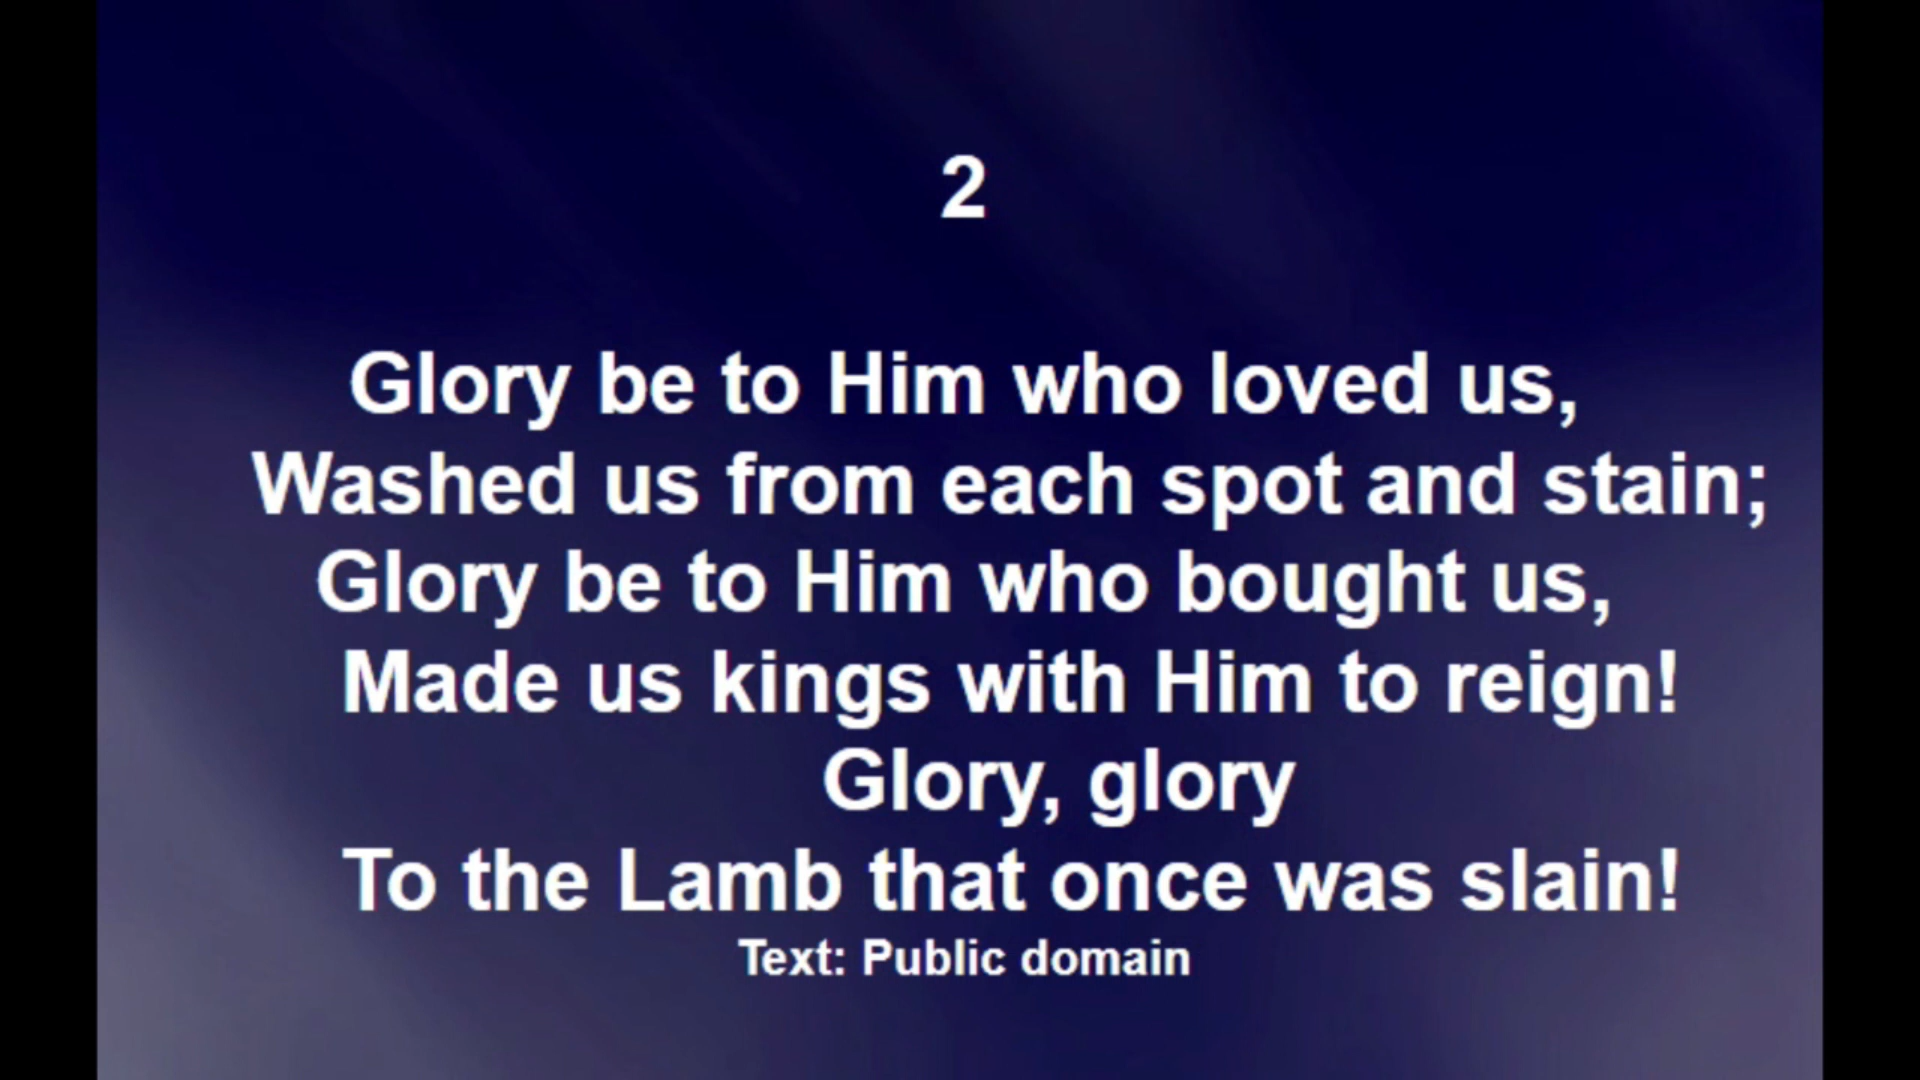 2
Glory be to Him who loved us,
Washed us from each spot and stain;
Glory be to Him who bought us,
Made us kings with Him to reign!
Glory, glory
To the Lamb that once was slain!
Text: Public domain